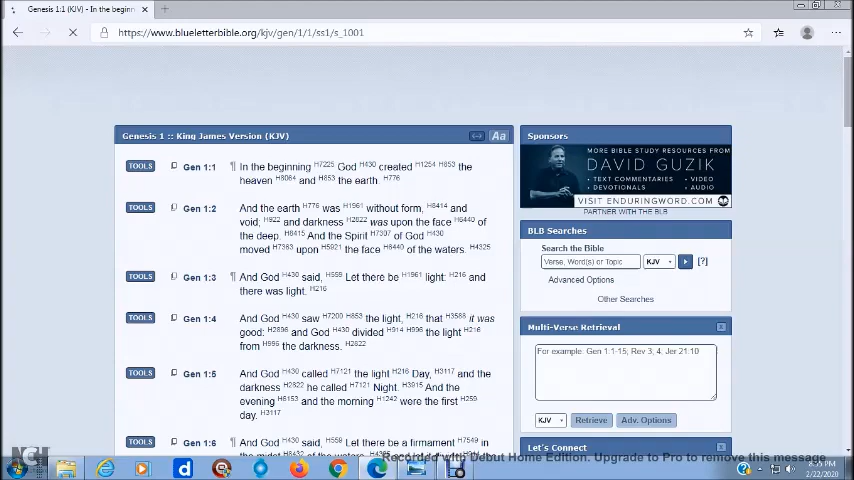 Genesis 1:1 (KJV) - In the beginn
https://www.blueletterbible.org/kjv/gen/1/1/ss1/s_1001
Genesis 1 :: King James Version (KJV)
Aa
TOOLS Gen 1:1 ¶ In the beginning H7225 God H430 created H1254 H853 the
heaven H8064 and H853 the earth. H776
TOOLS Gen 1:2 And the earth H776 was H1961 without form, H8414 and
void; H922 and darkness H2822 was upon the face H6440 of
the deep. H8415 And the Spirit H7307 of God H430
moved H7363 upon H5921 the face H6440 of the waters. H4325
TOOLS Gen 1:3 ¶ And God H430 said, H559 Let there be H1961 light: H216 and
there was light. H216
TOOLS Gen 1:4 And God H430 saw H7200 H853 the light, H216 that H3588 it was
good: H2896 and God H430 divided H914 H996 the light H216
from H996 the darkness. H2822
TOOLS Gen 1:5 And God H430 called H7121 the light H216 Day, H3117 and the
darkness H2822 he called H7121 Night. H3915 And the
evening H6153 and the morning H1242 were the first H259
day. H3117
TOOLS Gen 1:6 ¶ And God H430 said, H559 Let there be a firmament H7549 in
the midst H8432 of the
Sponsors
MORE BIBLE STUDY RESOURCES FROM
DAVID GUZIK
• TEXT COMMENTARIES • VIDEO
• DEVOTIONALS • AUDIO
VISIT ENDURINGWORD.COM
PARTNER WITH THE BLB
BLB Searches
Search the Bible
Verse, Word(s) or Topic KJV [?]
Advanced Options
Other Searches
Multi-Verse Retrieval x
For example: Gen 1:1-15; Rev 3, 4; Jer 21:10
KJV Retrieve Adv. Options
Let's Connect x
Recorded with Debut Home Edition. Upgrade to Pro to remove this message
NCH
8:55 PM
2/22/2020